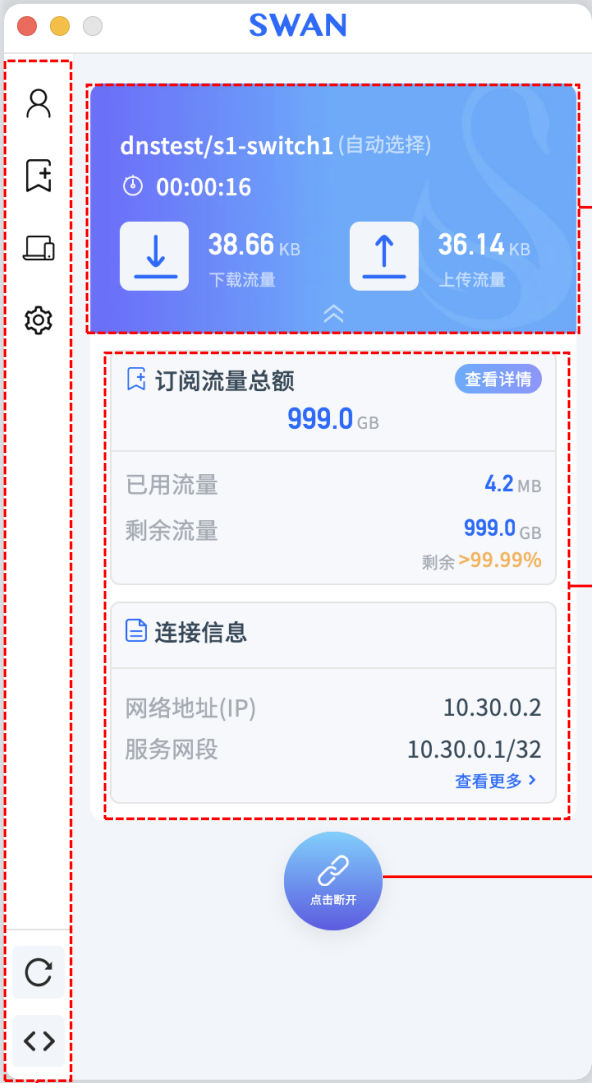 SWAN
dnstest/s1-switch1(自动选择)
00:00:16
38.66 KB
下载流量
36.14 KB
上传流量
订阅流量总额
查看详情
999.0 GB
已用流量 4.2 MB
剩余流量 999.0 GB
剩余 >99.99%
连接信息
网络地址(IP) 10.30.0.2
服务网段 10.30.0.1/32
查看更多 >
点击断开